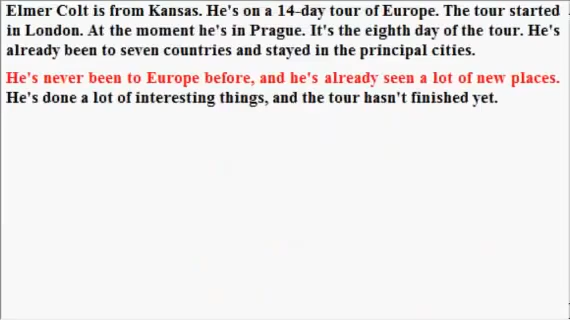 Elmer Colt is from Kansas. He's on a 14-day tour of Europe. The tour started
in London. At the moment he's in Prague. It's the eighth day of the tour. He's
already been to seven countries and stayed in the principal cities.
He's never been to Europe before, and he's already seen a lot of new places.
He's done a lot of interesting things, and the tour hasn't finished yet.